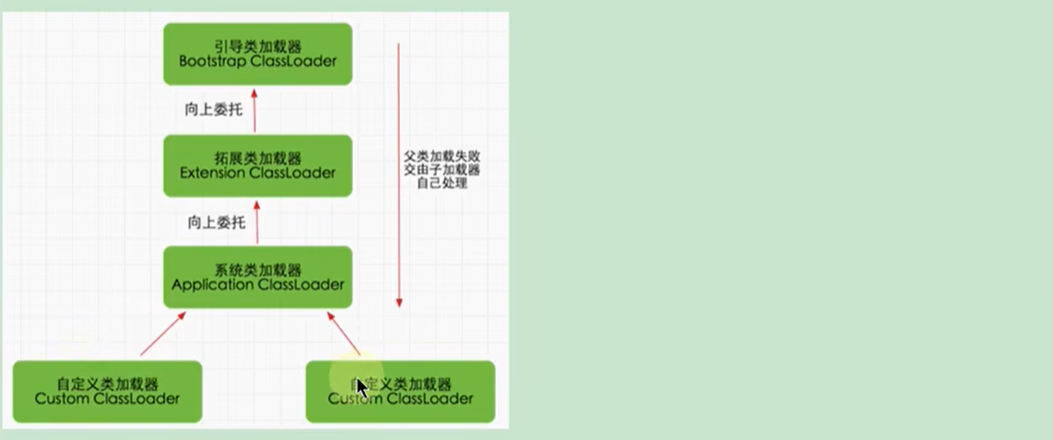 引导类加载器
Bootstrap ClassLoader
向上委托
拓展类加载器
Extension ClassLoader
父类加载失败
交由子加载器
自己处理
向上委托
系统类加载器
Application ClassLoader
自定义类加载器
Custom ClassLoader
自定义类加载器
Custom ClassLoader